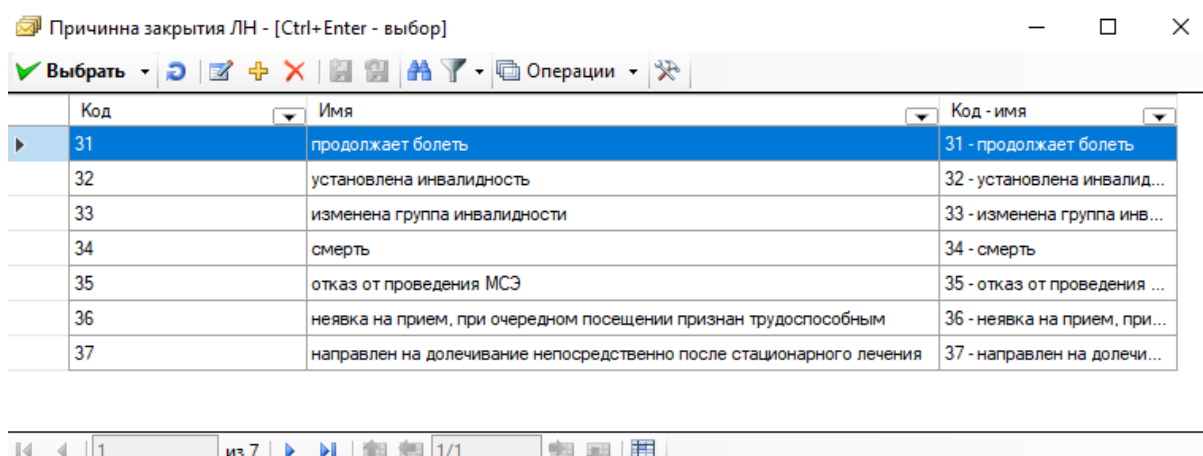 Причинна закрытия ЛН - [Ctrl+Enter - выбор]
Выбрать Операции
Код Имя Код - имя
31 продолжает болеть 31 - продолжает болеть
32 установлена инвалидность 32 - установлена инвалид...
33 изменена группа инвалидности 33 - изменена группа инв...
34 смерть 34 - смерть
35 отказ от проведения МСЭ 35 - отказ от проведения ...
36 неявка на прием, при очередном посещении признан трудоспособным 36 - неявка на прием, при...
37 направлен на долечивание непосредственно после стационарного лечения 37 - направлен на долечи...
1 из 7 1/1